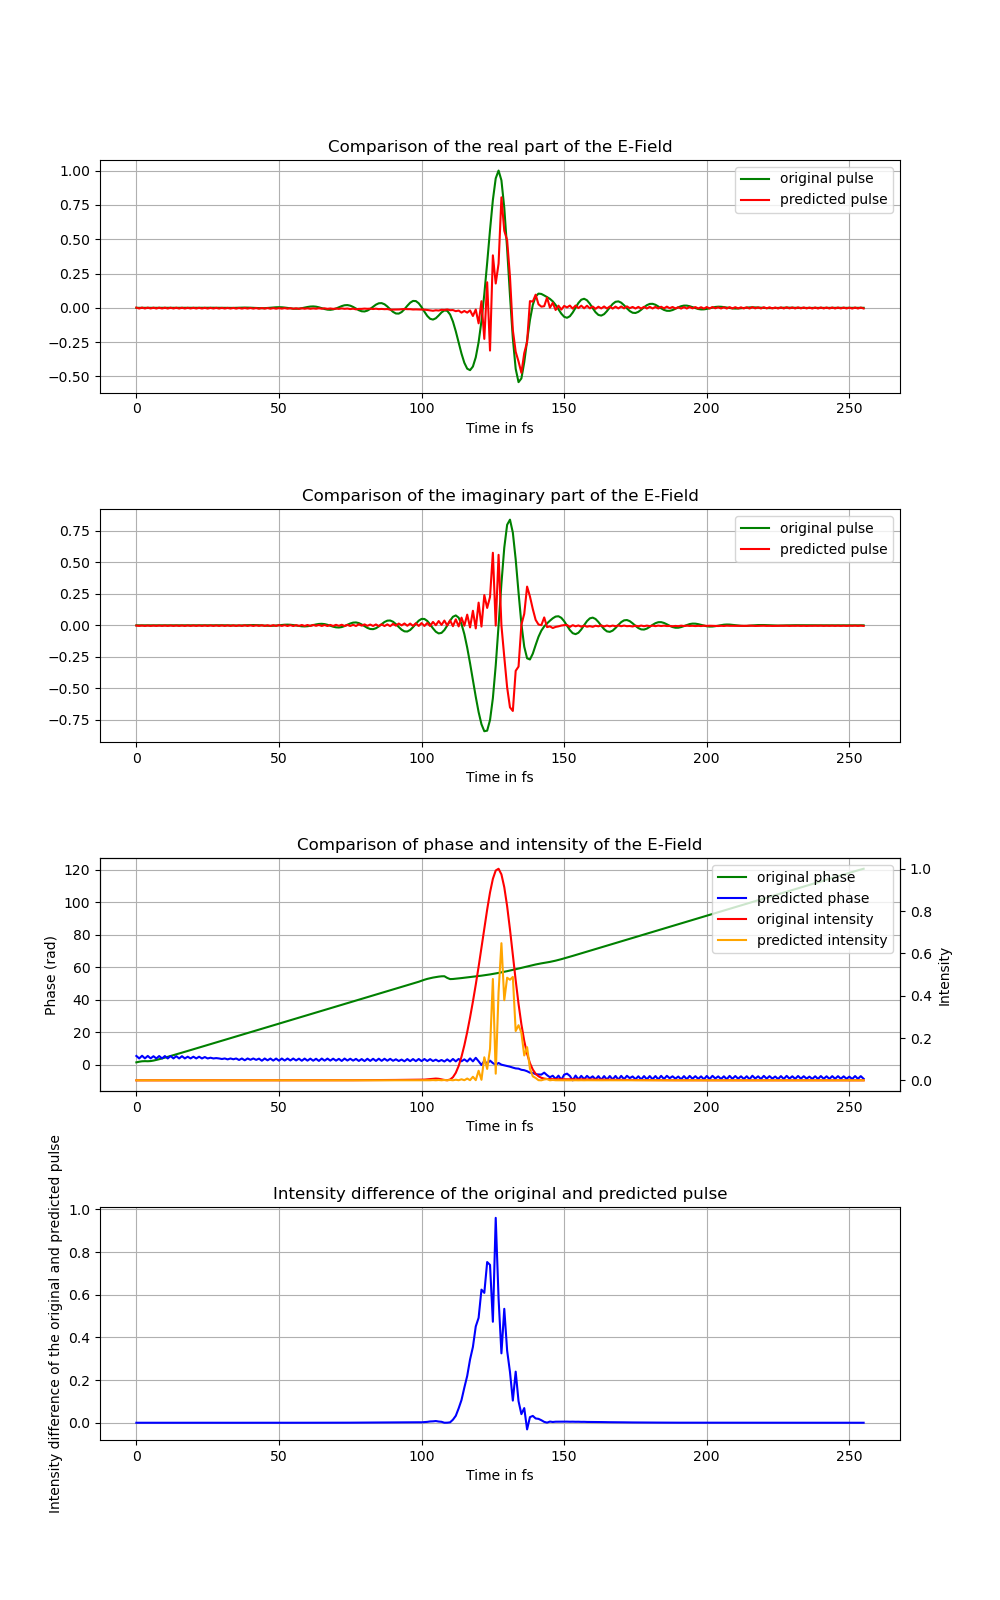 Comparison of the real part of the E-Field
1.00
0.75
0.50
0.25
0.00
−0.25
−0.50
original pulse
predicted pulse
0 50 100 150 200 250
Time in fs
Comparison of the imaginary part of the E-Field
0.75
0.50
0.25
0.00
−0.25
−0.50
−0.75
original pulse
predicted pulse
0 50 100 150 200 250
Time in fs
Comparison of phase and intensity of the E-Field
Phase (rad)
120
100
80
60
40
20
0
original phase
predicted phase
original intensity
predicted intensity
1.0
0.8
0.6
0.4
0.2
0.0
Intensity
0 50 100 150 200 250
Time in fs
Intensity difference of the original and predicted pulse
Intensity difference of the original and predicted pulse
1.0
0.8
0.6
0.4
0.2
0.0
0 50 100 150 200 250
Time in fs